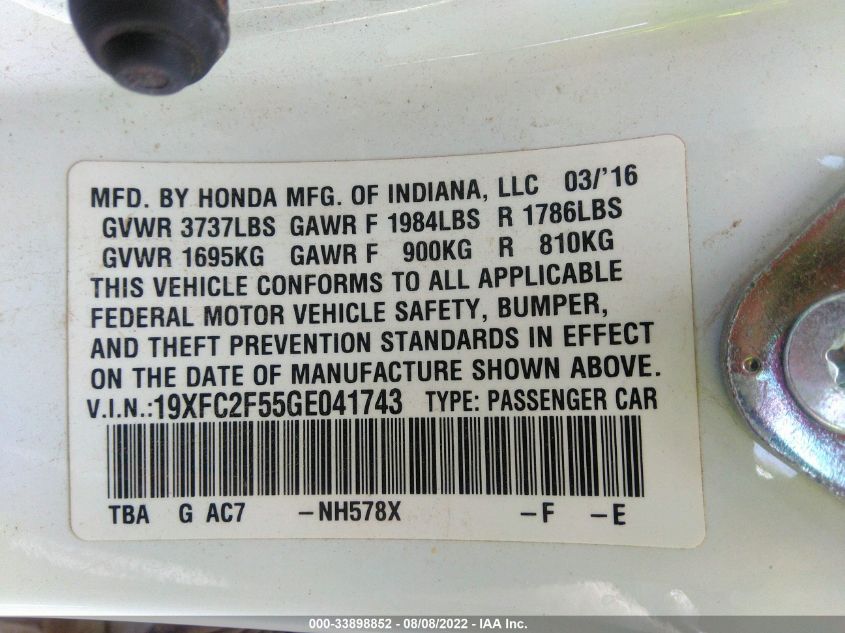 MFD. BY HONDA MFG. OF INDIANA, LLC 03/'16
GVWR 3737LBS GAWR F 1984LBS R 1786LBS
GVWR 1695KG GAWR F 900KG R 810KG
THIS VEHICLE CONFORMS TO ALL APPLICABLE
FEDERAL MOTOR VEHICLE SAFETY, BUMPER,
AND THEFT PREVENTION STANDARDS IN EFFECT
ON THE DATE OF MANUFACTURE SHOWN ABOVE.
V.I.N.:19XFC2F55GE041743 TYPE: PASSENGER CAR
TBA G AC7 –NH578X –F –E
000-33898852 - 08/08/2022 - IAA Inc.